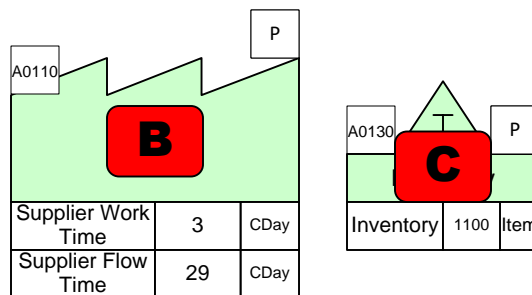 P
A0110
B
Supplier Work
Time
3
CDay
Supplier Flow
Time
29
CDay
A0130
P
C
Inventory
1100
Item